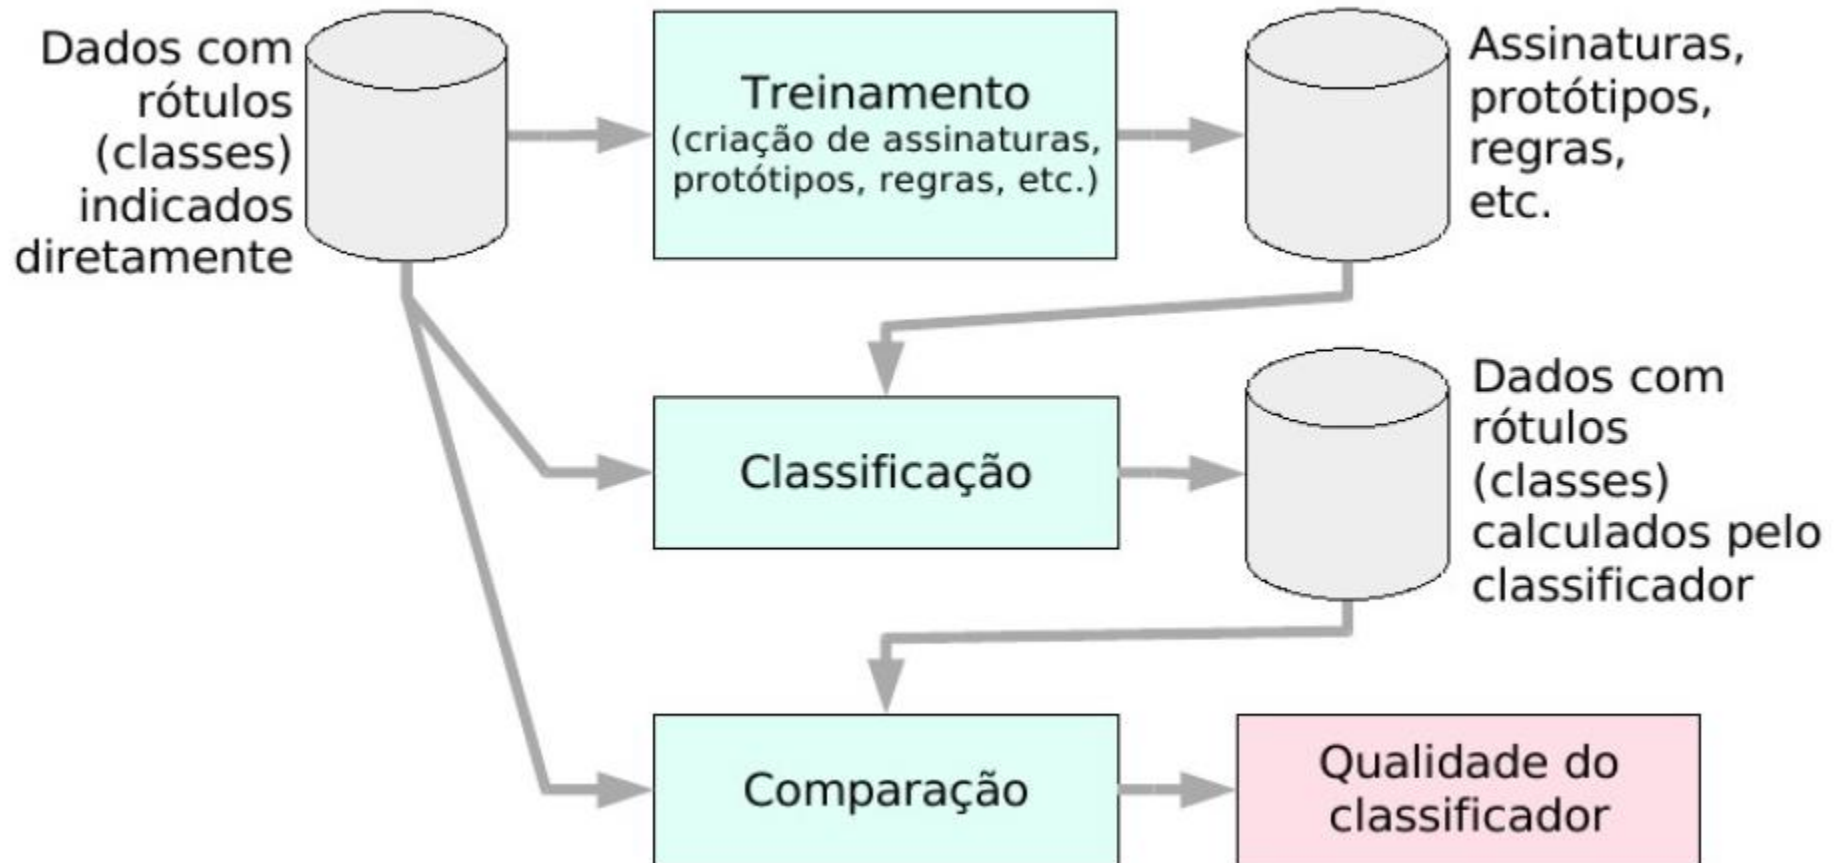 Dados com
rótulos
(classes)
indicados
diretamente
Treinamento
(criação de assinaturas,
protótipos, regras, etc.)
Assinaturas,
protótipos,
regras,
etc.
Classificação
Dados com
rótulos
(classes)
calculados pelo
classificador
Comparação
Qualidade do
classificador